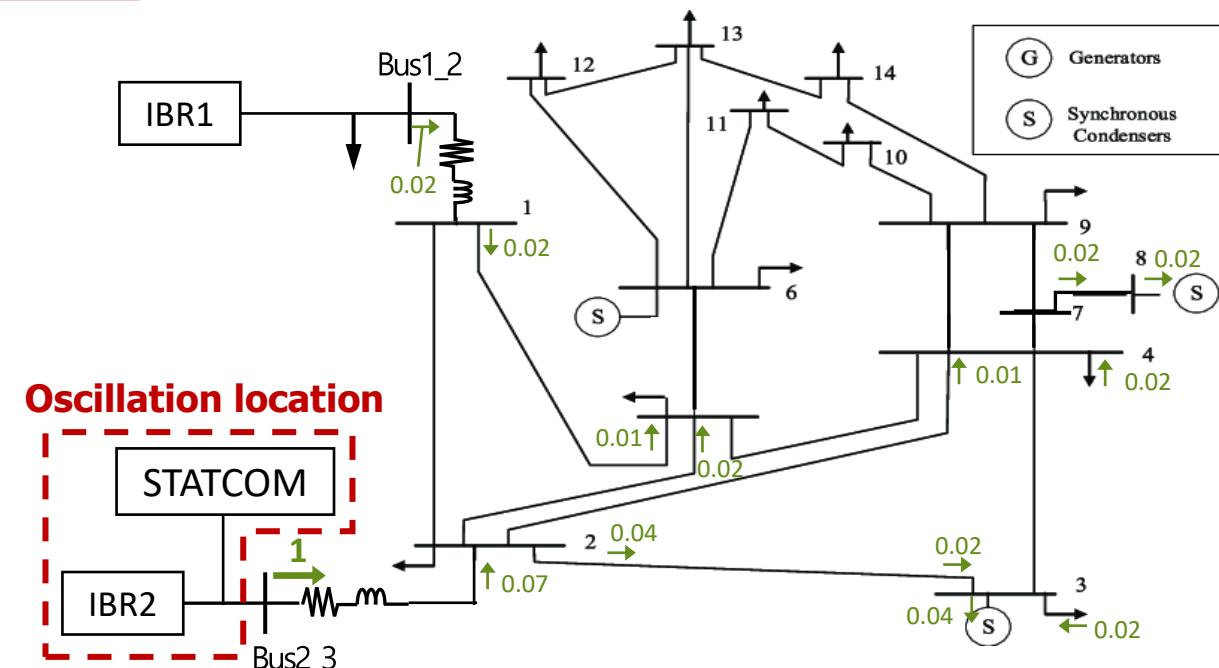 13
12
14
G Generators
S Synchronous
Condensers
Bus1_2
IBR1
11
10
0.02
1
0.02
9
0.02
8
0.02
S
6
S
7
4
0.01
0.02
Oscillation location
0.01
0.02
STATCOM
2
0.04
1
0.07
0.02
IBR2
3
0.04
S
0.02
Bus2_3